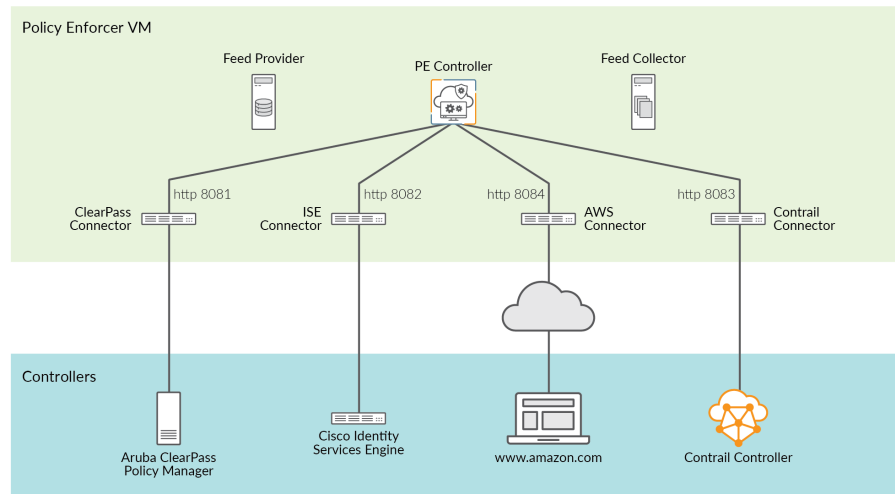 Policy Enforcer VM
Feed Provider
PE Controller
Feed Collector
http 8081
http 8082
http 8084
http 8083
ClearPass
Connector
ISE
Connector
AWS
Connector
Contrail
Connector
Controllers
Aruba ClearPass
Policy Manager
Cisco Identity
Services Engine
www.amazon.com
Contrail Controller